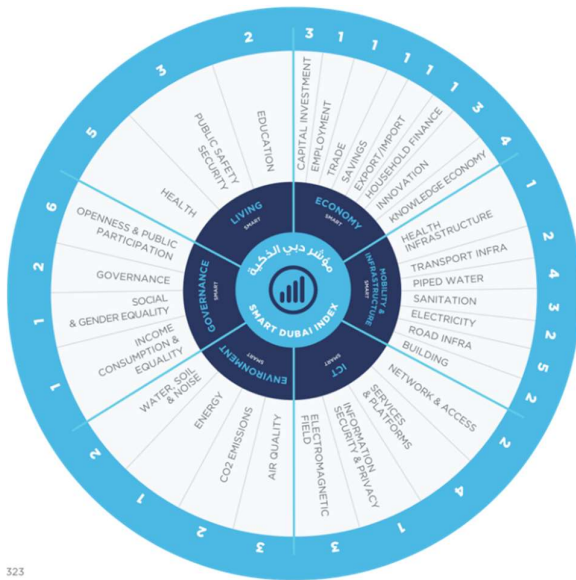 3
1
1
1
1
1
3
4
1
2
4
3
2
5
2
2
4
1
3
3
2
1
2
1
1
2
6
5
3
2
CAPITAL INVESTMENT
EMPLOYMENT
TRADE
SAVINGS
EXPORT/IMPORT
HOUSEHOLD FINANCE
INNOVATION
KNOWLEDGE ECONOMY
HEALTH
INFRASTRUCTURE
TRANSPORT INFRA
PIPED WATER
SANITATION
ELECTRICITY
ROAD INFRA
BUILDING
NETWORK & ACCESS
SERVICES
& PLATFORMS
INFORMATION
SECURITY & PRIVACY
ELECTROMAGNETIC
FIELD
AIR QUALITY
CO2 EMISSIONS
ENERGY
WATER, SOIL
& NOISE
INCOME
CONSUMPTION &
EQUALITY
SOCIAL
& GENDER EQUALITY
GOVERNANCE
OPENNESS & PUBLIC
PARTICIPATION
HEALTH
PUBLIC SAFETY
SECURITY
EDUCATION
ECONOMY
SMART
MOBILITY &
INFRASTRUCTURE
SMART
ICT
SMART
ENVIRONMENT
SMART
GOVERNANCE
SMART
LIVING
SMART
مؤشر دبي الذكية
SMART DUBAI INDEX
323